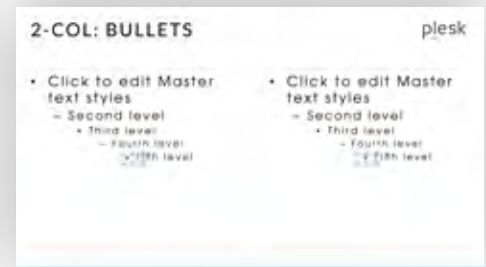 2-COL: BULLETS
plesk
• Click to edit Master
text styles
– Second level
• Third level
– Fourth level
• Fifth level
• Click to edit Master
text styles
– Second level
• Third level
– Fourth level
• Fifth level